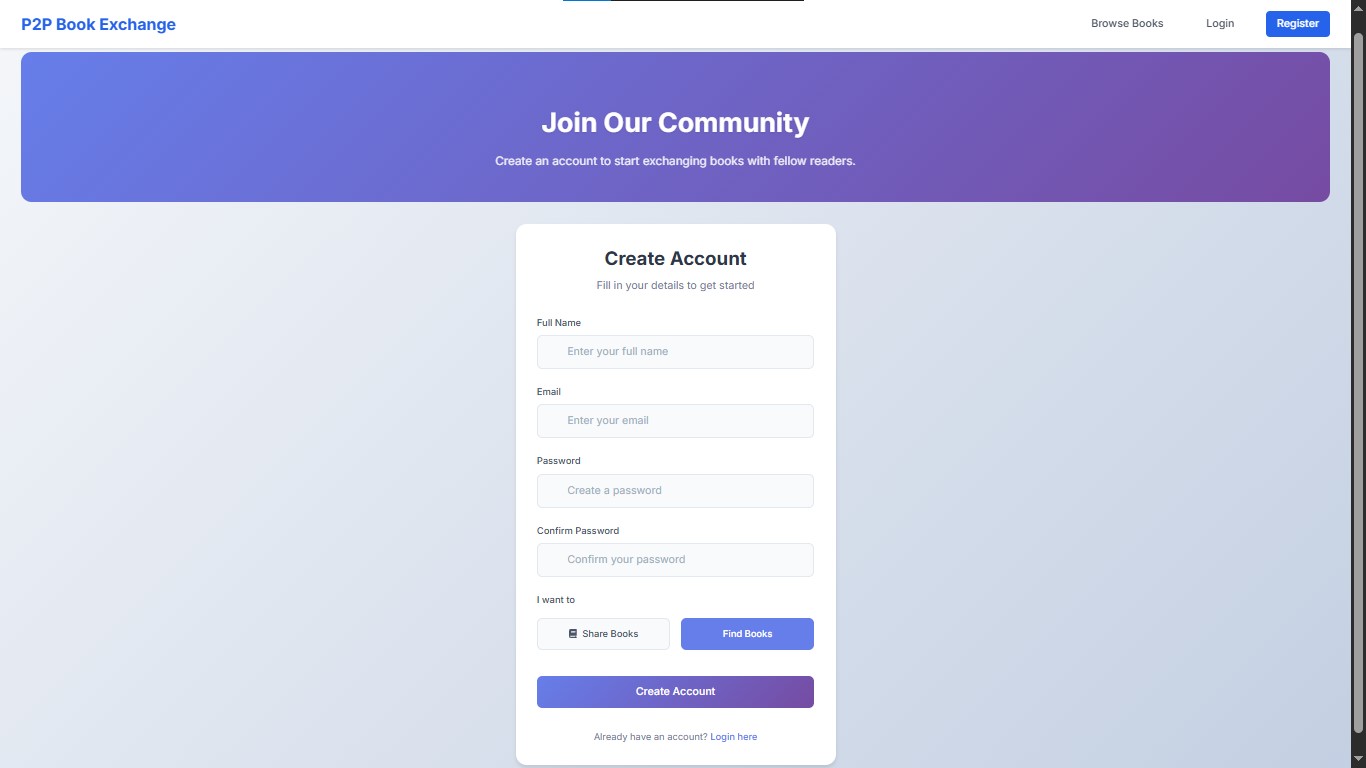 P2P Book Exchange
Browse Books
Login
Register
Join Our Community
Create an account to start exchanging books with fellow readers.
Create Account
Fill in your details to get started
Full Name
Enter your full name
Email
Enter your email
Password
Create a password
Confirm Password
Confirm your password
I want to
Share Books
Find Books
Create Account
Already have an account? Login here